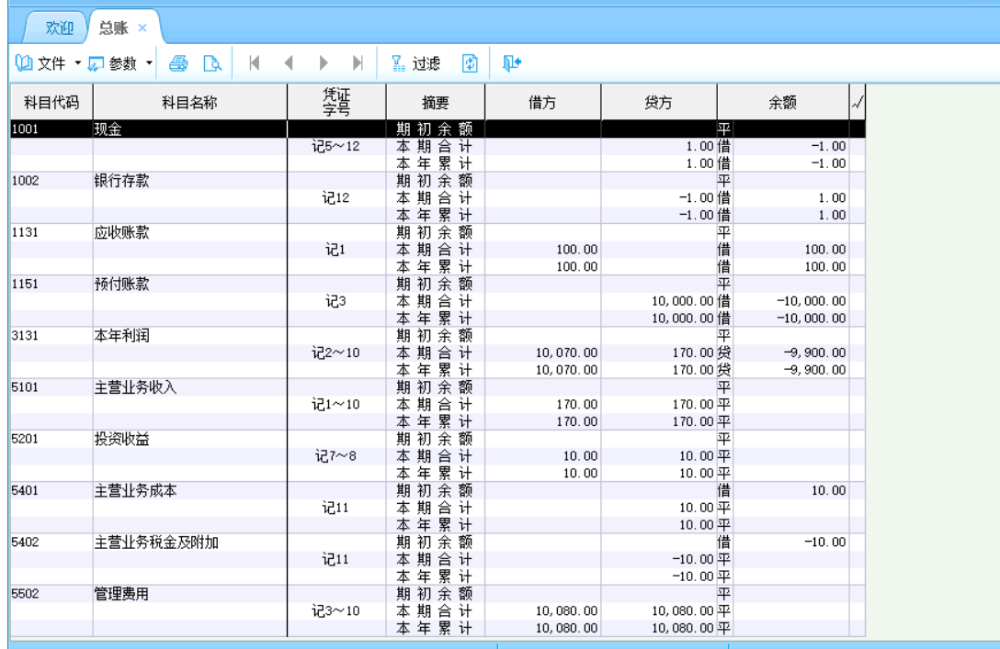 欢迎 总账 ×
文件 参数 过滤
科目代码 科目名称 凭证字号 摘要 借方 贷方 余额 √
1001 现金 期初余额 平
记5~12 本期合计 1.00 借 -1.00
本年累计 1.00 借 -1.00
1002 银行存款 期初余额 平
记12 本期合计 -1.00 借 1.00
本年累计 -1.00 借 1.00
1131 应收账款 期初余额 平
记1 本期合计 100.00 借 100.00
本年累计 100.00 借 100.00
1151 预付账款 期初余额 平
记3 本期合计 10,000.00 借 -10,000.00
本年累计 10,000.00 借 -10,000.00
3131 本年利润 期初余额 平
记2~10 本期合计 10,070.00 170.00 贷 -9,900.00
本年累计 10,070.00 170.00 贷 -9,900.00
5101 主营业务收入 期初余额 平
记1~10 本期合计 170.00 170.00 平
本年累计 170.00 170.00 平
5201 投资收益 期初余额 平
记7~8 本期合计 10.00 10.00 平
本年累计 10.00 10.00 平
5401 主营业务成本 期初余额 借 10.00
记11 本期合计 10.00 平
本年累计 10.00 平
5402 主营业务税金及附加 期初余额 借 -10.00
记11 本期合计 -10.00 平
本年累计 -10.00 平
5502 管理费用 期初余额 平
记3~10 本期合计 10,080.00 10,080.00 平
本年累计 10,080.00 10,080.00 平